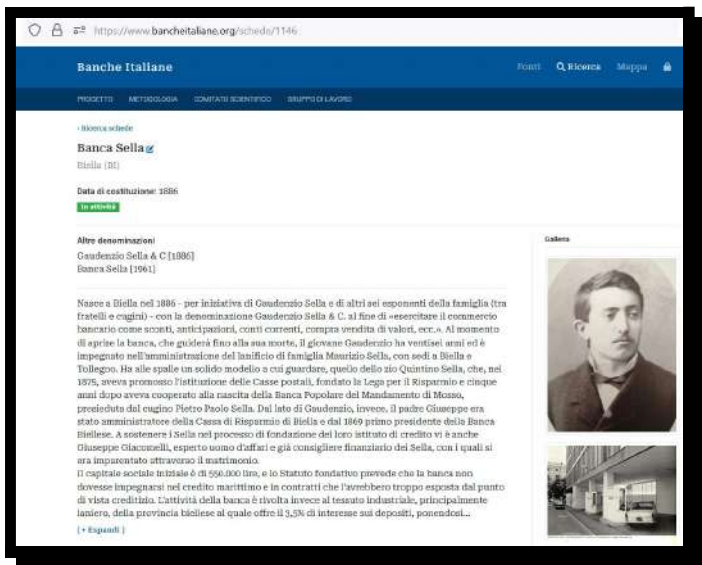 https://www.bancheitaliane.org/schede/1146
Banche Italiane
Fonti Ricerca Mappa
PROGETTO METODOLOGIA COMITATO SCIENTIFICO GRUPPO DI LAVORO
‹ Ricerca schede
Banca Sella
Biella (BI)
Data di costituzione: 1886
In attività
Altre denominazioni
Gaudenzio Sella & C [1886]
Banca Sella [1961]
Galleria
Nasce a Biella nel 1886 - per iniziativa di Gaudenzio Sella e di altri sei esponenti della famiglia (tra
fratelli e cugini) - con la denominazione Gaudenzio Sella & C. al fine di «esercitare il commercio
bancario come sconti, anticipazioni, conti correnti, compra vendita di valori, ecc.». Al momento
di aprire la banca, che guiderà fino alla sua morte, il giovane Gaudenzio ha ventisei anni ed è
impegnato nell'amministrazione del lanificio di famiglia Maurizio Sella, con sedi a Biella e
Tollegno. Ha alle spalle un solido modello a cui guardare, quello dello zio Quintino Sella, che, nel
1875, aveva promosso l'istituzione delle Casse postali, fondato la Lega per il Risparmio e cinque
anni dopo aveva cooperato alla nascita della Banca Popolare del Mandamento di Mosso,
presieduta dal cugino Pietro Paolo Sella. Dal lato di Gaudenzio, invece, il padre Giuseppe era
stato amministratore della Cassa di Risparmio di Biella e dal 1869 primo presidente della Banca
Biellese. A sostenere i Sella nel processo di fondazione del loro istituto di credito vi è anche
Giuseppe Giacomelli, esperto uomo d'affari e già consigliere finanziario dei Sella, con i quali si
era imparentato attraverso il matrimonio.
Il capitale sociale iniziale è di 550.000 lire, e lo Statuto fondativo prevede che la banca non
dovesse impegnarsi nel credito marittimo e in contratti che l'avrebbero troppo esposta dal punto
di vista creditizio. L'attività della banca è rivolta invece al tessuto industriale, principalmente
laniero, della provincia biellese al quale offre il 3,5% di interesse sui depositi, ponendosi...
[ + Espandi ]